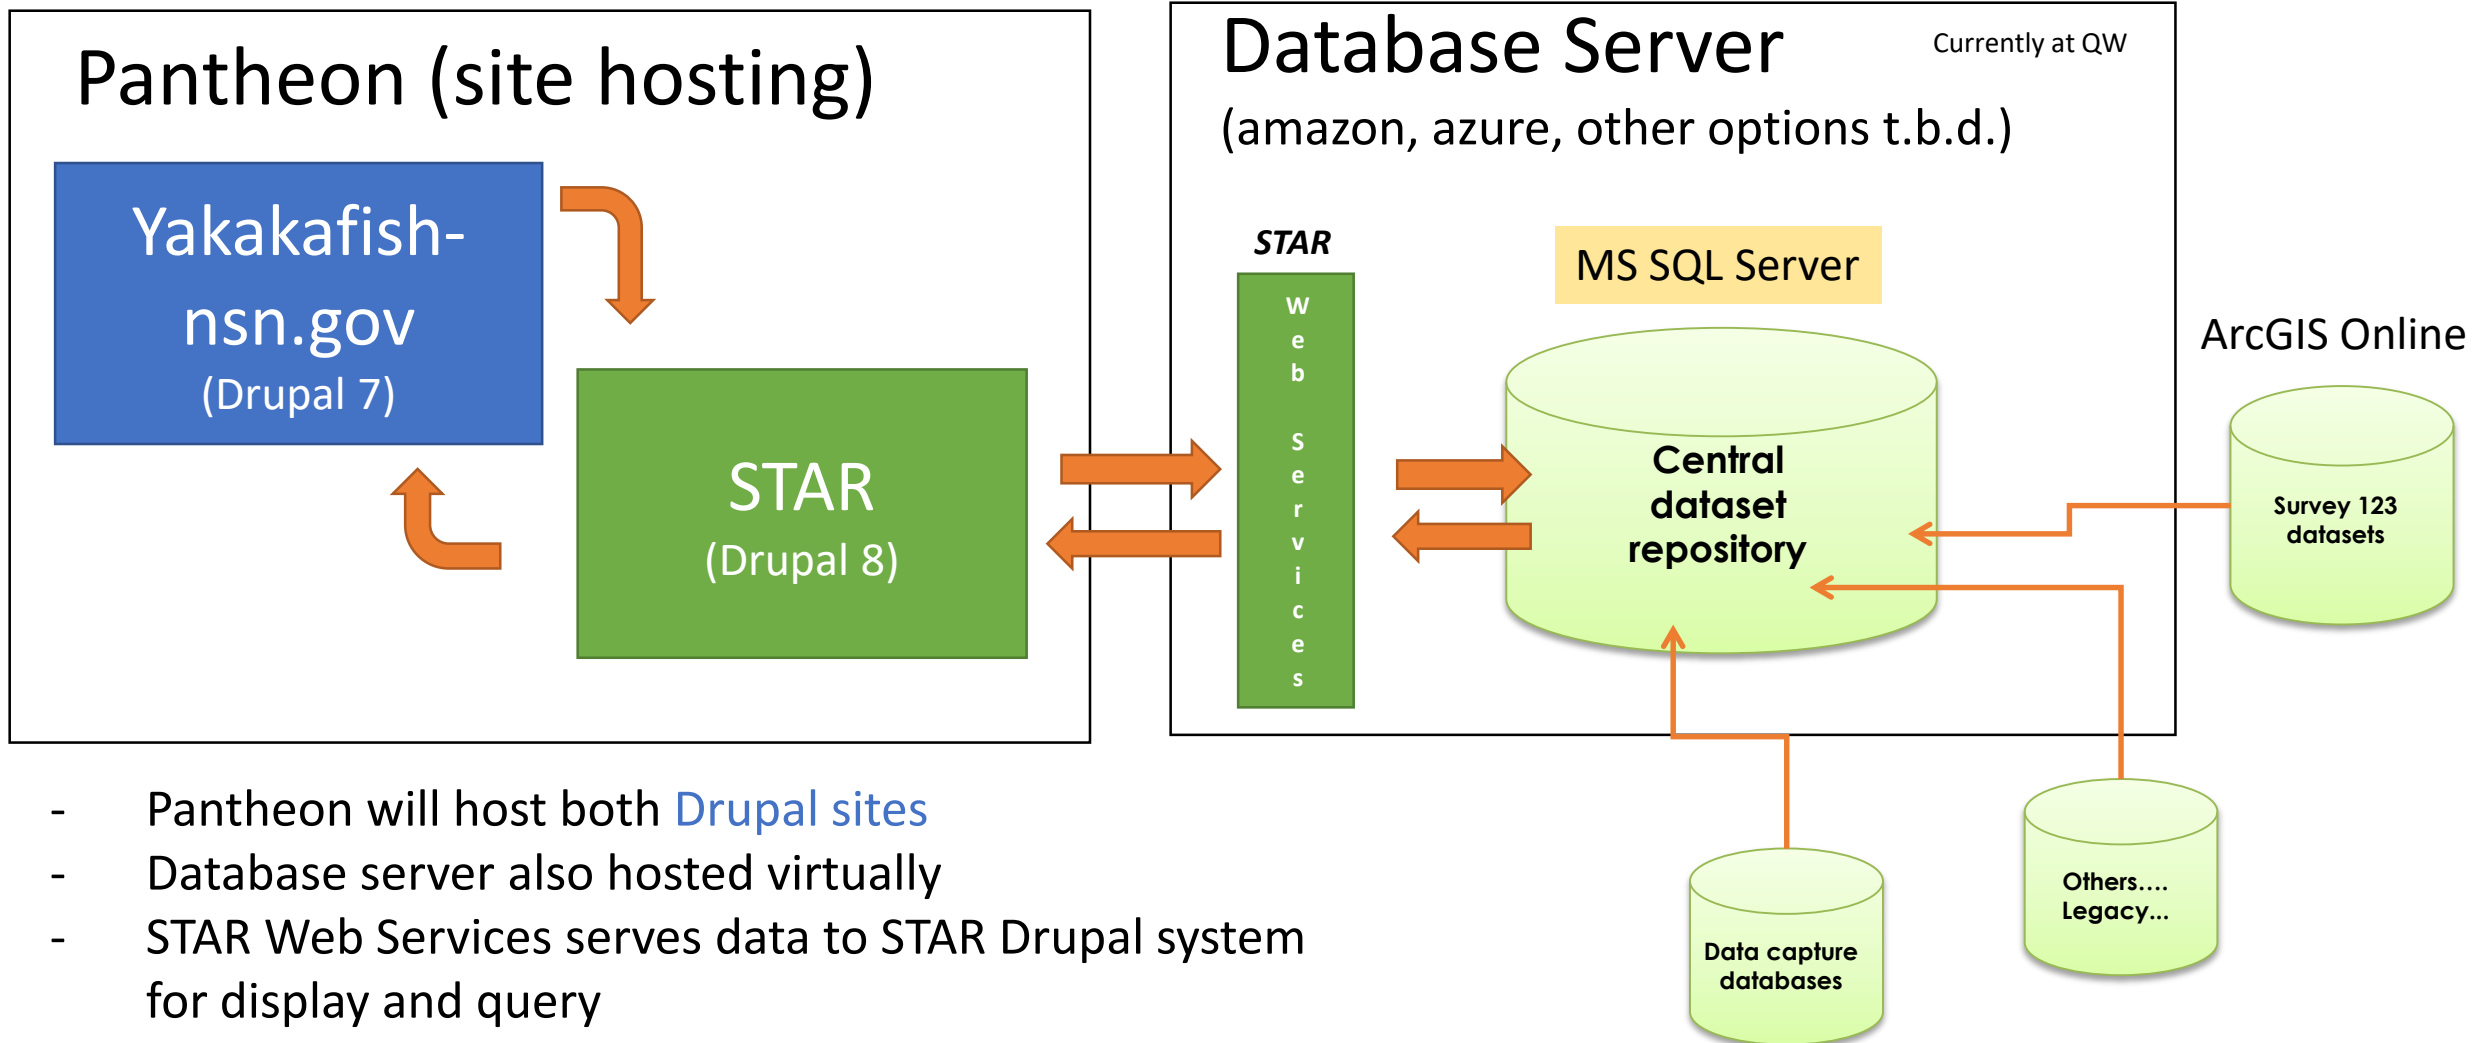 Pantheon (site hosting)
Yakakafish-
nsn.gov
(Drupal 7)
STAR
(Drupal 8)
Database Server
Currently at QW
(amazon, azure, other options t.b.d.)
STAR
Web Services
MS SQL Server
Central
dataset
repository
ArcGIS Online
Survey 123
datasets
Others....
Legacy...
Data capture
databases
- Pantheon will host both Drupal sites
- Database server also hosted virtually
- STAR Web Services serves data to STAR Drupal system
for display and query